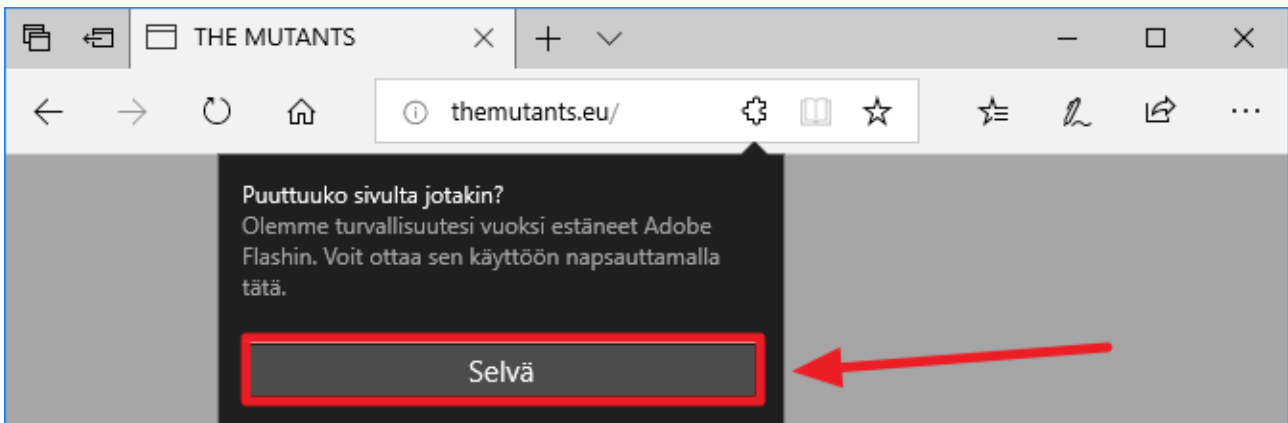 THE MUTANTS
themutants.eu/
Puuttuuko sivulta jotakin?
Olemme turvallisuutesi vuoksi estäneet Adobe
Flashin. Voit ottaa sen käyttöön napsauttamalla
tätä.
Selvä